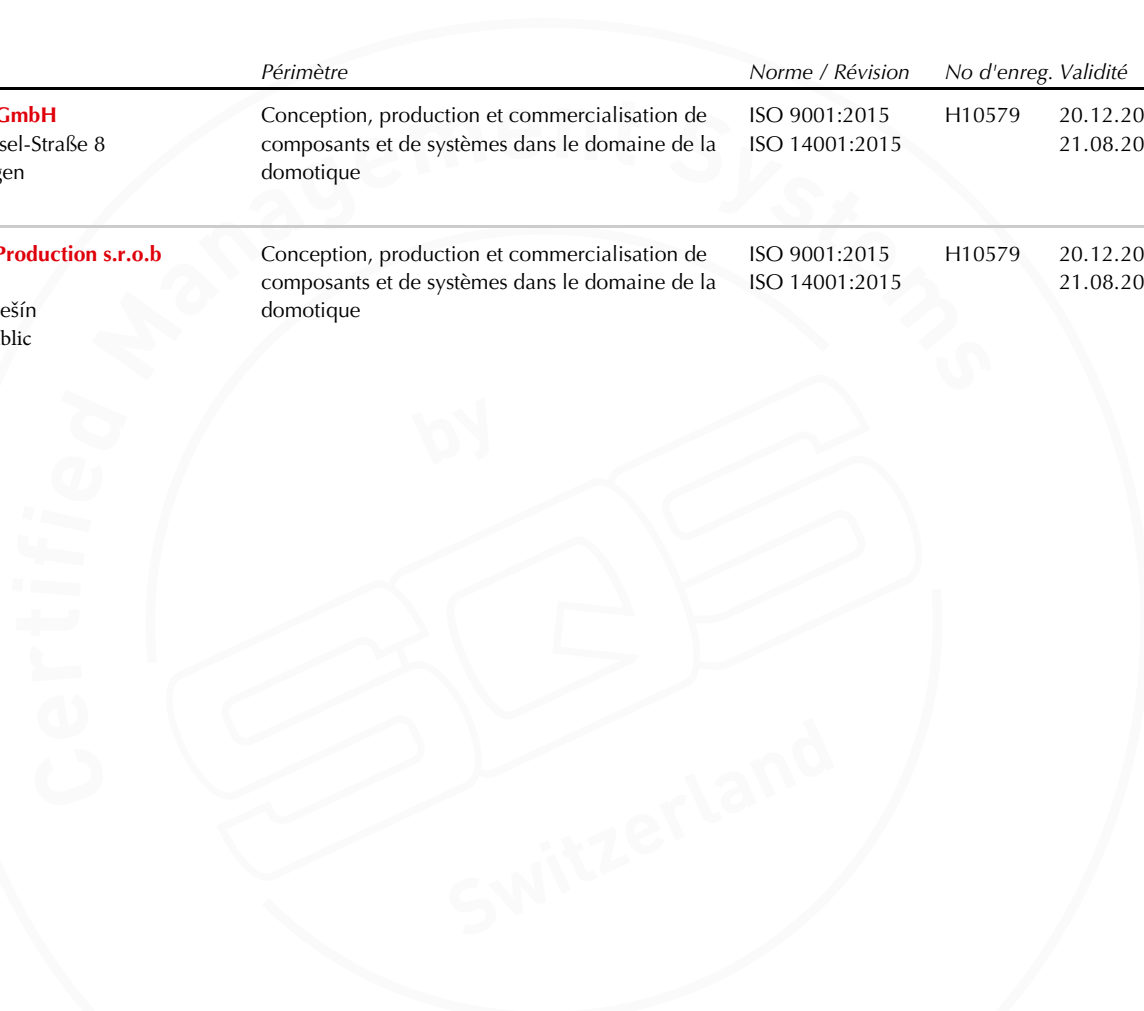 Périmètre Norme / Révision No d'enreg. Validité
GmbH Conception, production et commercialisation de ISO 9001:2015 H10579 20.12.20
sel-Straße 8 composants et de systèmes dans le domaine de la ISO 14001:2015 21.08.20
gen domotique
Production s.r.o.b Conception, production et commercialisation de ISO 9001:2015 H10579 20.12.20
composants et de systèmes dans le domaine de la ISO 14001:2015 21.08.20
ešín domotique
blic
Certified Management Systems
by
SQS
Switzerland